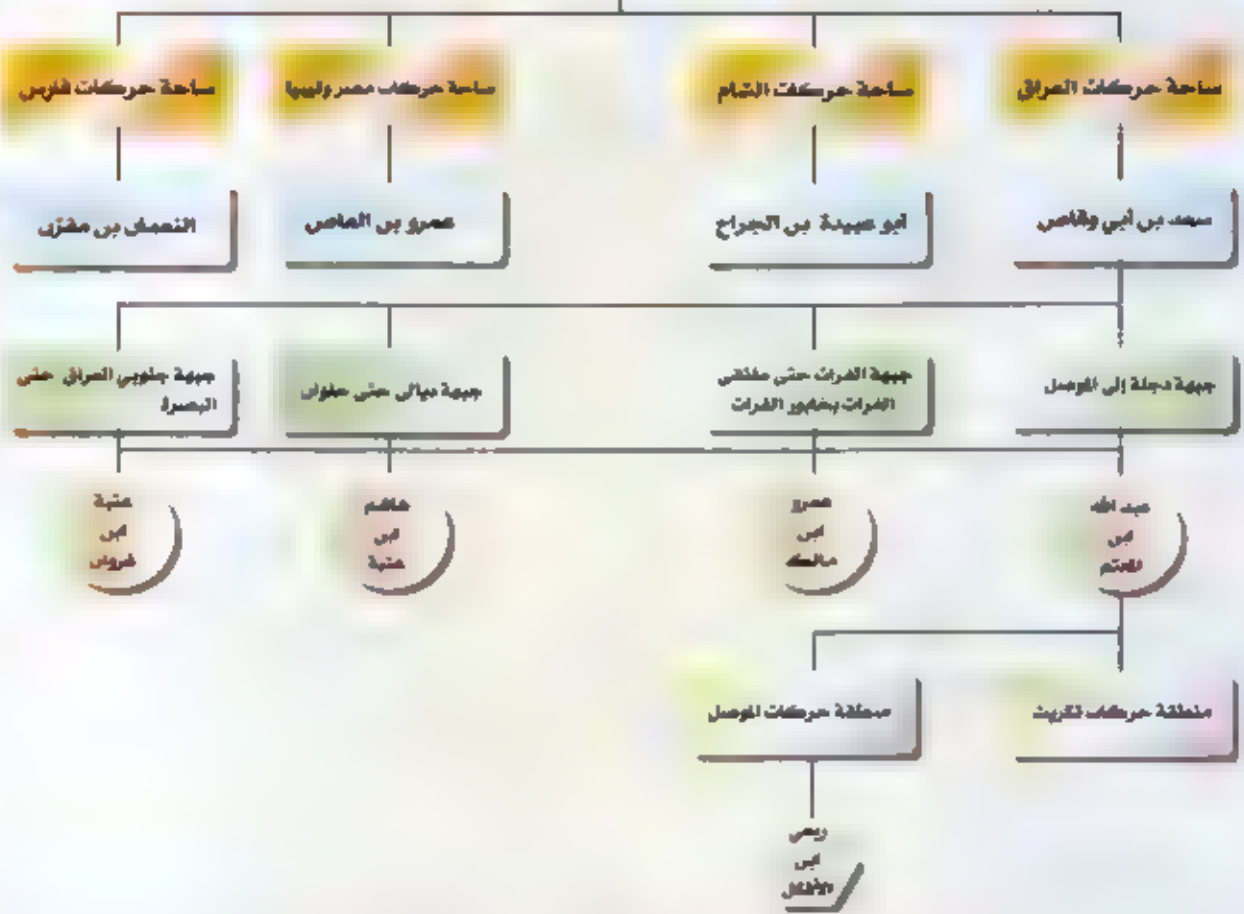 ساحة حركات العراق
ساحة حركات الشام
ساحة حركات مصر وليبيا
ساحة حركات فارس
سعد بن أبي وقاص
ابو عبيدة بن الجراح
عمرو بن العاص
النعمان بن مقرّن
جبهة دجلة إلى الموصل
جبهة الفرات حتى ملتقى
الفرات بخابور الفرات
جبهة ديالى حتى حلوان
جبهة جنوبي العراق حتى
البصرة
عبد الله
ابن
المعتم
عمرو
ابن
مالك
هاشم
ابن
عتبة
عتبة
ابن
غزوان
منطقة حركات تكريت
منطقة حركات الموصل
ربعي
ابن
الأفكل